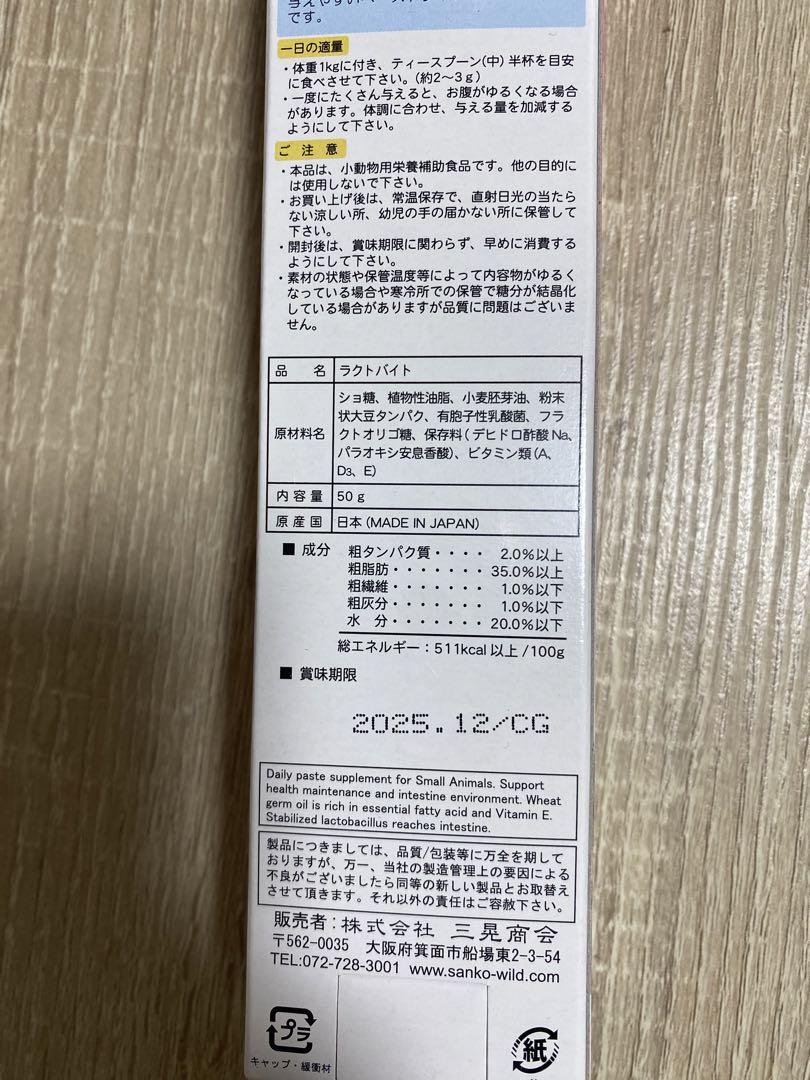 です。
一日の適量
・体重1kgに付き、ティースプーン(中)半杯を目安
に食べさせて下さい。(約2〜3g)
・一度にたくさん与えると、お腹がゆるくなる場合
があります。体調に合わせ、与える量を加減する
ようにして下さい。
ご注意
・本品は、小動物用栄養補助食品です。他の目的に
は使用しないで下さい。
・お買い上げ後は、常温保存で、直射日光の当たら
ない涼しい所、幼児の手の届かない所に保管して
下さい。
・開封後は、賞味期限に関わらず、早めに消費する
ようにして下さい。
・素材の状態や保管温度等によって内容物がゆるく
なっている場合や寒冷所での保管で糖分が結晶化
している場合がありますが品質に問題はございま
せん。
品名 ラクトバイト
原材料名 ショ糖、植物性油脂、小麦胚芽油、粉末
状大豆タンパク、有胞子性乳酸菌、フラ
クトオリゴ糖、保存料(デヒドロ酢酸Na、
パラオキシ安息香酸)、ビタミン類(A、
D3、E)
内容量 50g
原産国 日本(MADE IN JAPAN)
■ 成分 粗タンパク質・・・・ 2.0%以上
粗脂肪・・・・・・・35.0%以上
粗繊維・・・・・・・ 1.0%以下
粗灰分・・・・・・・ 1.0%以下
水 分・・・・・・・20.0%以下
総エネルギー:511kcal以上/100g
■ 賞味期限
2025.12/CG
Daily paste supplement for Small Animals. Support
health maintenance and intestine environment. Wheat
germ oil is rich in essential fatty acid and Vitamin E.
Stabilized lactobacillus reaches intestine.
製品につきましては、品質/包装等に万全を期して
おりますが、万一、当社の製造管理上の要因による
不良がございましたら同等の新しい製品とお取替え
させて頂きます。それ以外の責任はご容赦下さい。
販売者:株式会社 三晃商会
〒562-0035 大阪府箕面市船場東2-3-54
TEL:072-728-3001 www.sanko-wild.com
プラ
キャップ・緩衝材
紙